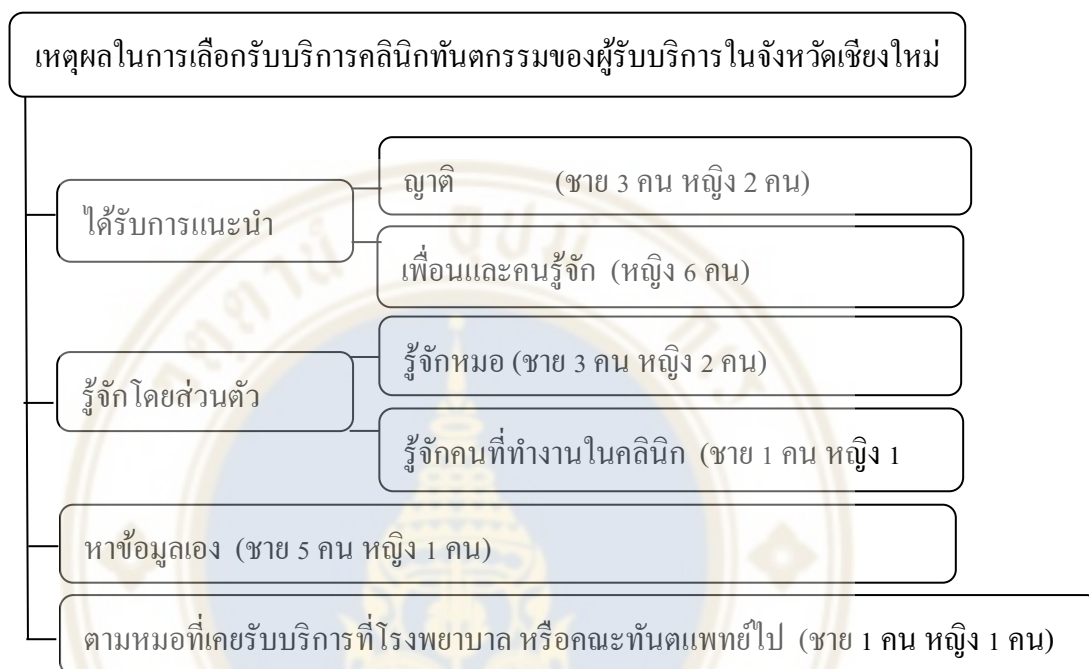 เหตุผลในการเลือกรับบริการคลินิกทันตกรรมของผู้รับบริการในจังหวัดเชียงใหม่
ได้รับการแนะนำ
ญาติ (ชาย 3 คน หญิง 2 คน)
เพื่อนและคนรู้จัก (หญิง 6 คน)
รู้จักโดยส่วนตัว
รู้จักหมอ (ชาย 3 คน หญิง 2 คน)
รู้จักคนที่ทำงานในคลินิก (ชาย 1 คน หญิง 1
หาข้อมูลเอง (ชาย 5 คน หญิง 1 คน)
ตามหมอที่เคยรับบริการที่โรงพยาบาล หรือคณะทันตแพทย์ไป (ชาย 1 คน หญิง 1 คน)